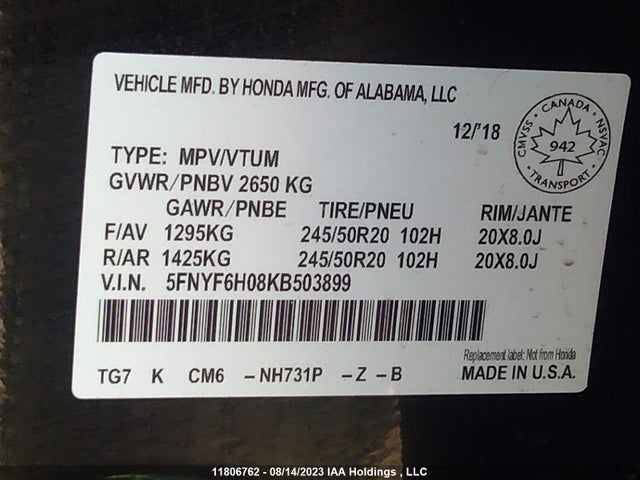 VEHICLE MFD. BY HONDA MFG. OF ALABAMA, LLC
12/'18
CMVSS · CANADA · NSVAC
942
· TRANSPORT ·
TYPE: MPV/VTUM
GVWR/PNBV 2650 KG
GAWR/PNBE TIRE/PNEU RIM/JANTE
F/AV 1295KG 245/50R20 102H 20X8.0J
R/AR 1425KG 245/50R20 102H 20X8.0J
V.I.N. 5FNYF6H08KB503899
Replacement label: Not from Honda
TG7 K CM6 -NH731P -Z-B MADE IN U.S.A.
11806762 - 08/14/2023 IAA Holdings , LLC